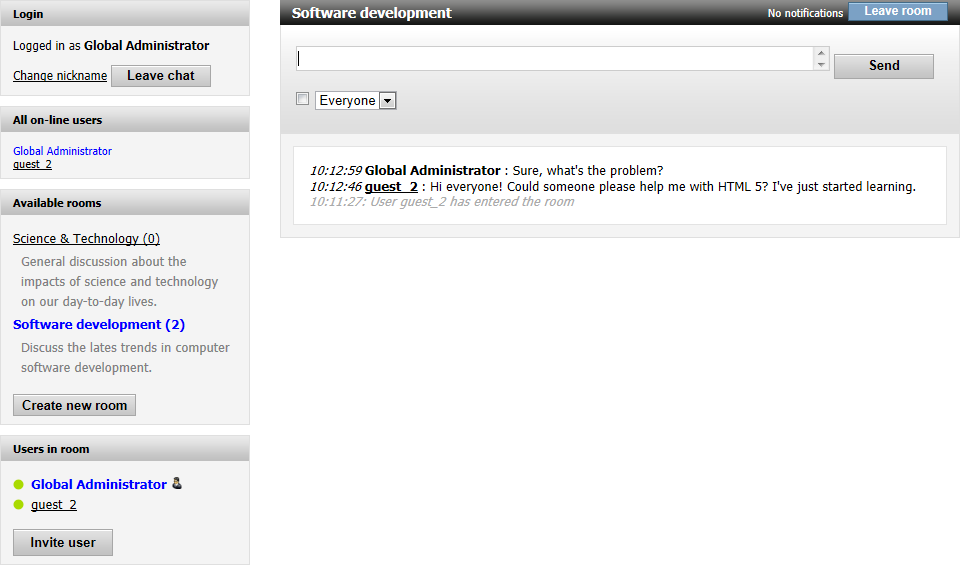 Login
Logged in as Global Administrator
Change nickname Leave chat
All on-line users
Global Administrator
guest_2
Available rooms
Science & Technology (0)
General discussion about the
impacts of science and technology
on our day-to-day lives.
Software development (2)
Discuss the lates trends in computer
software development.
Create new room
Users in room
Global Administrator
guest_2
Invite user
Software development No notifications Leave room
Send
Everyone
10:12:59 Global Administrator : Sure, what's the problem?
10:12:46 guest_2 : Hi everyone! Could someone please help me with HTML 5? I've just started learning.
10:11:27: User guest_2 has entered the room